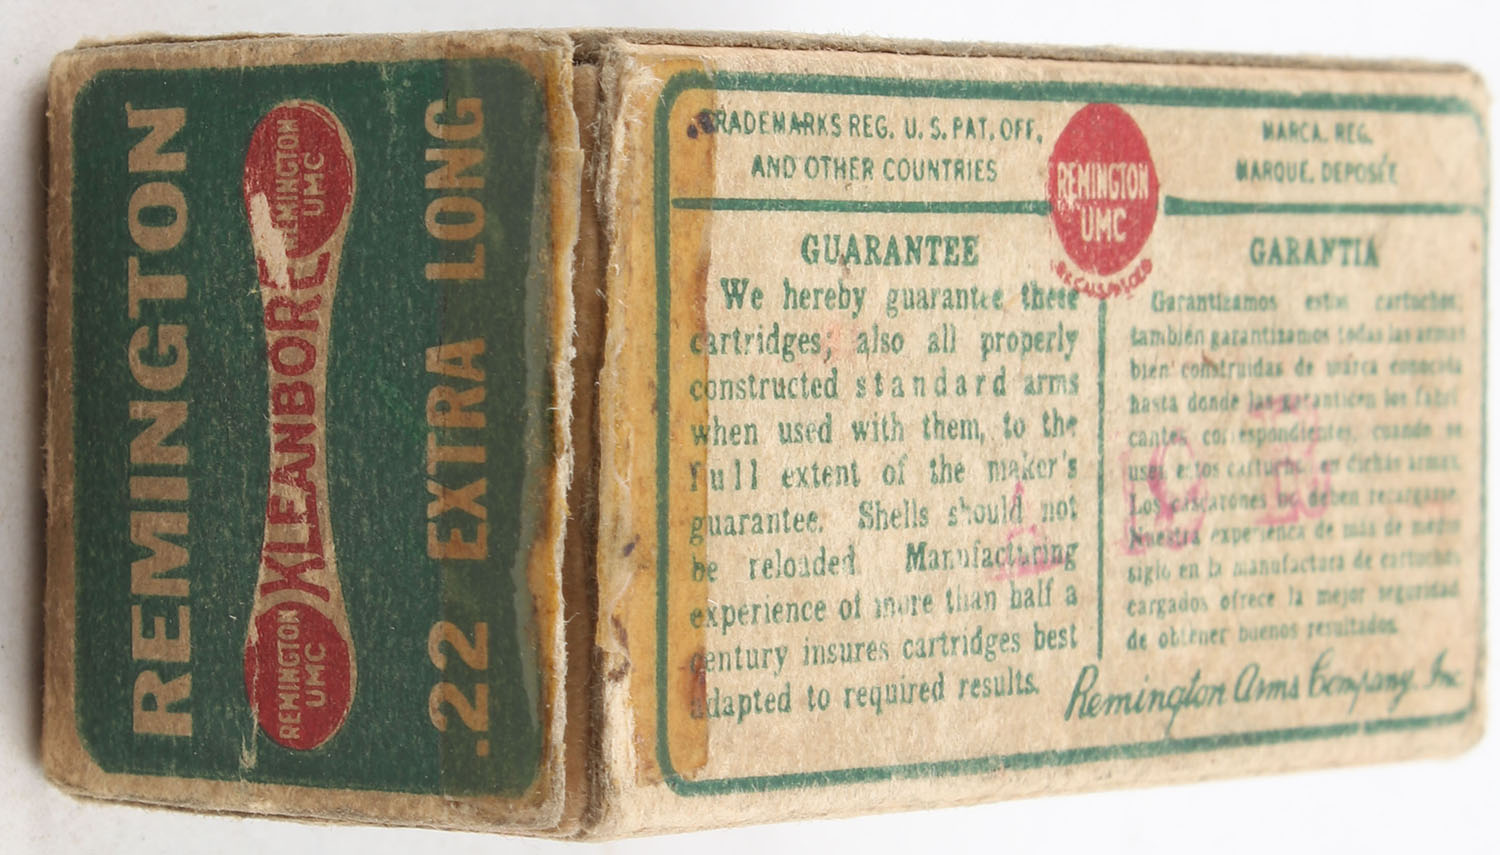 REMINGTON
REMINGTON
UMC
KLEANBORE
REMINGTON
UMC
.22 EXTRA LONG
TRADEMARKS REG. U. S. PAT. OFF.
AND OTHER COUNTRIES
REMINGTON
UMC
MARCA. REG.
MARQUE. DEPOSÉE
GUARANTEE
We hereby guarantee these
cartridges; also all properly
constructed standard arms
when used with them, to the
full extent of the maker's
guarantee. Shells should not
be reloaded Manufacturing
experience of more than half a
century insures cartridges best
adapted to required results.
GARANTIA
Garantizamos estos cartuchos,
también garantizamos todas las armas
bien construidas de marca conocida
hasta donde las garanticen los fabri
cantes correspondientes, cuando se
usen estos cartuchos en dichas armas.
Los cascarones no deben recargarse.
Nuestra experiencia de más de medio
siglo en la manufactura de cartuchos
cargados ofrece la mejor seguridad
de obtener buenos resultados.
Remington Arms Company. Inc